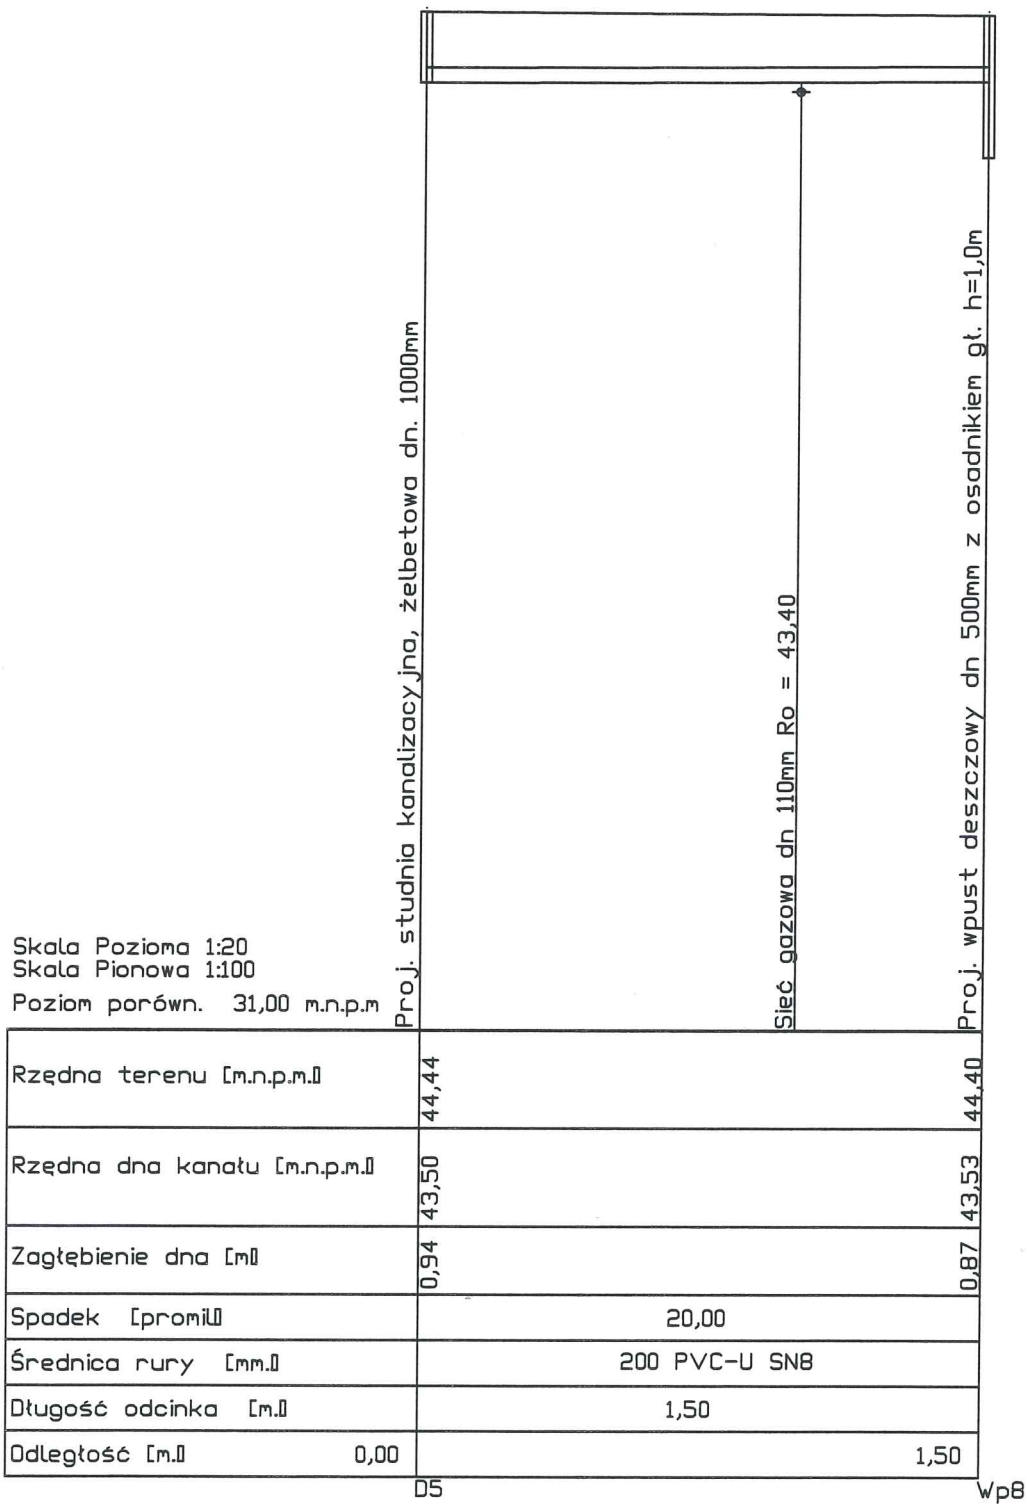 Proj. studnia kanalizacyjna, żelbetowa dn. 1000mm
Sieć gazowa dn 110mm Ro = 43,40
Proj. wpust deszczowy dn 500mm z osadnikiem gł. h=1,0m
Skala Pozioma 1:20
Skala Pionowa 1:100
Poziom porówn. 31,00 m.n.p.m
Rzędna terenu [m.n.p.m.] 44,44 44,40
Rzędna dna kanału [m.n.p.m.] 43,50 43,53
Zagłębienie dna [m] 0,94 0,87
Spadek [promil] 20,00
Średnica rury [mm.] 200 PVC-U SN8
Długość odcinka [m.] 1,50
Odległość [m.] 0,00 1,50
D5 Wp8